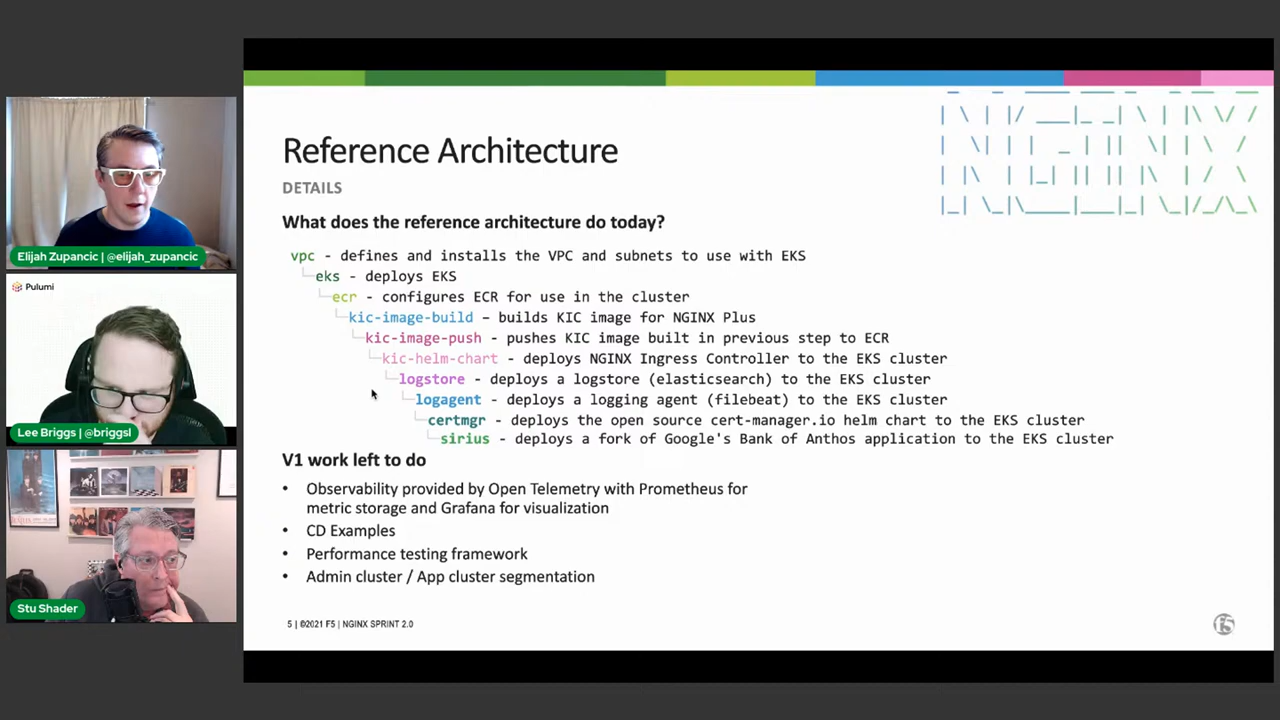 Elijah Zupancic | @elijah_zupancic
Pulumi
Lee Briggs | @briggsl
Stu Shader
NGINX
Reference Architecture
DETAILS
What does the reference architecture do today?
vpc - defines and installs the VPC and subnets to use with EKS
eks - deploys EKS
ecr - configures ECR for use in the cluster
kic-image-build – builds KIC image for NGINX Plus
kic-image-push - pushes KIC image built in previous step to ECR
kic-helm-chart - deploys NGINX Ingress Controller to the EKS cluster
logstore - deploys a logstore (elasticsearch) to the EKS cluster
logagent - deploys a logging agent (filebeat) to the EKS cluster
certmgr - deploys the open source cert-manager.io helm chart to the EKS cluster
sirius - deploys a fork of Google's Bank of Anthos application to the EKS cluster
V1 work left to do
• Observability provided by Open Telemetry with Prometheus for
metric storage and Grafana for visualization
• CD Examples
• Performance testing framework
• Admin cluster / App cluster segmentation
5 | ©2021 F5 | NGINX SPRINT 2.0
f5